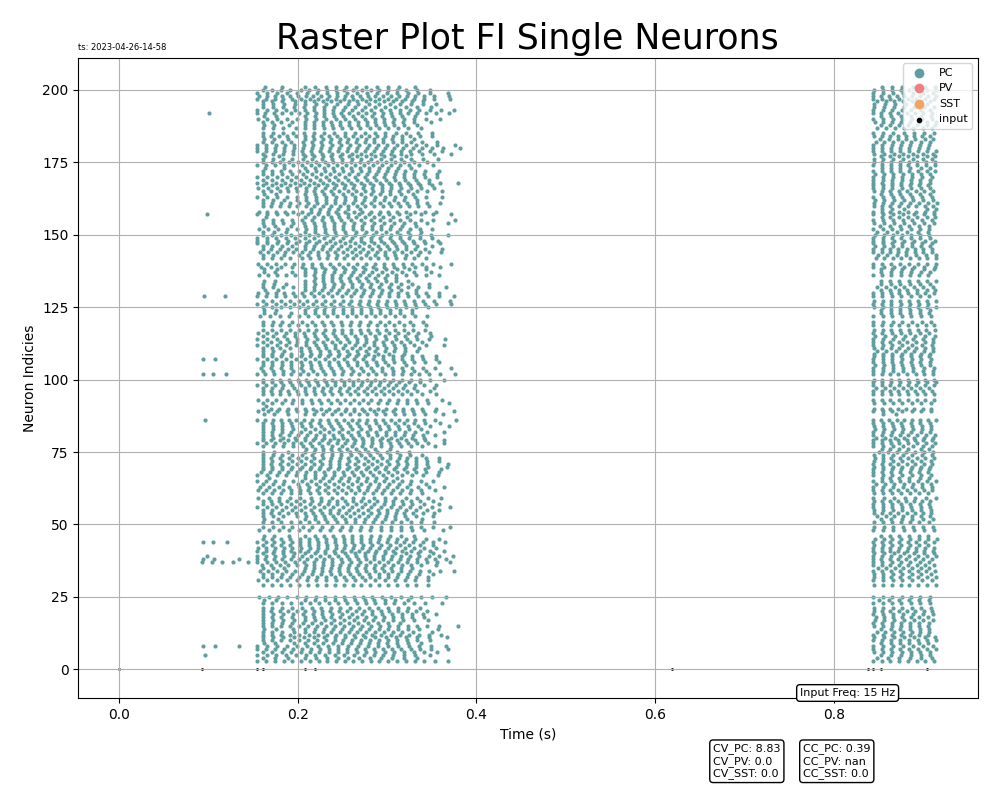 Raster Plot FI Single Neurons
ts: 2023-04-26-14-58
PC
PV
SST
input
200
175
150
125
100
75
50
25
0
Neuron Indicies
0.0 0.2 0.4 0.6 0.8
Time (s)
Input Freq: 15 Hz
CV_PC: 8.83
CV_PV: 0.0
CV_SST: 0.0
CC_PC: 0.39
CC_PV: nan
CC_SST: 0.0